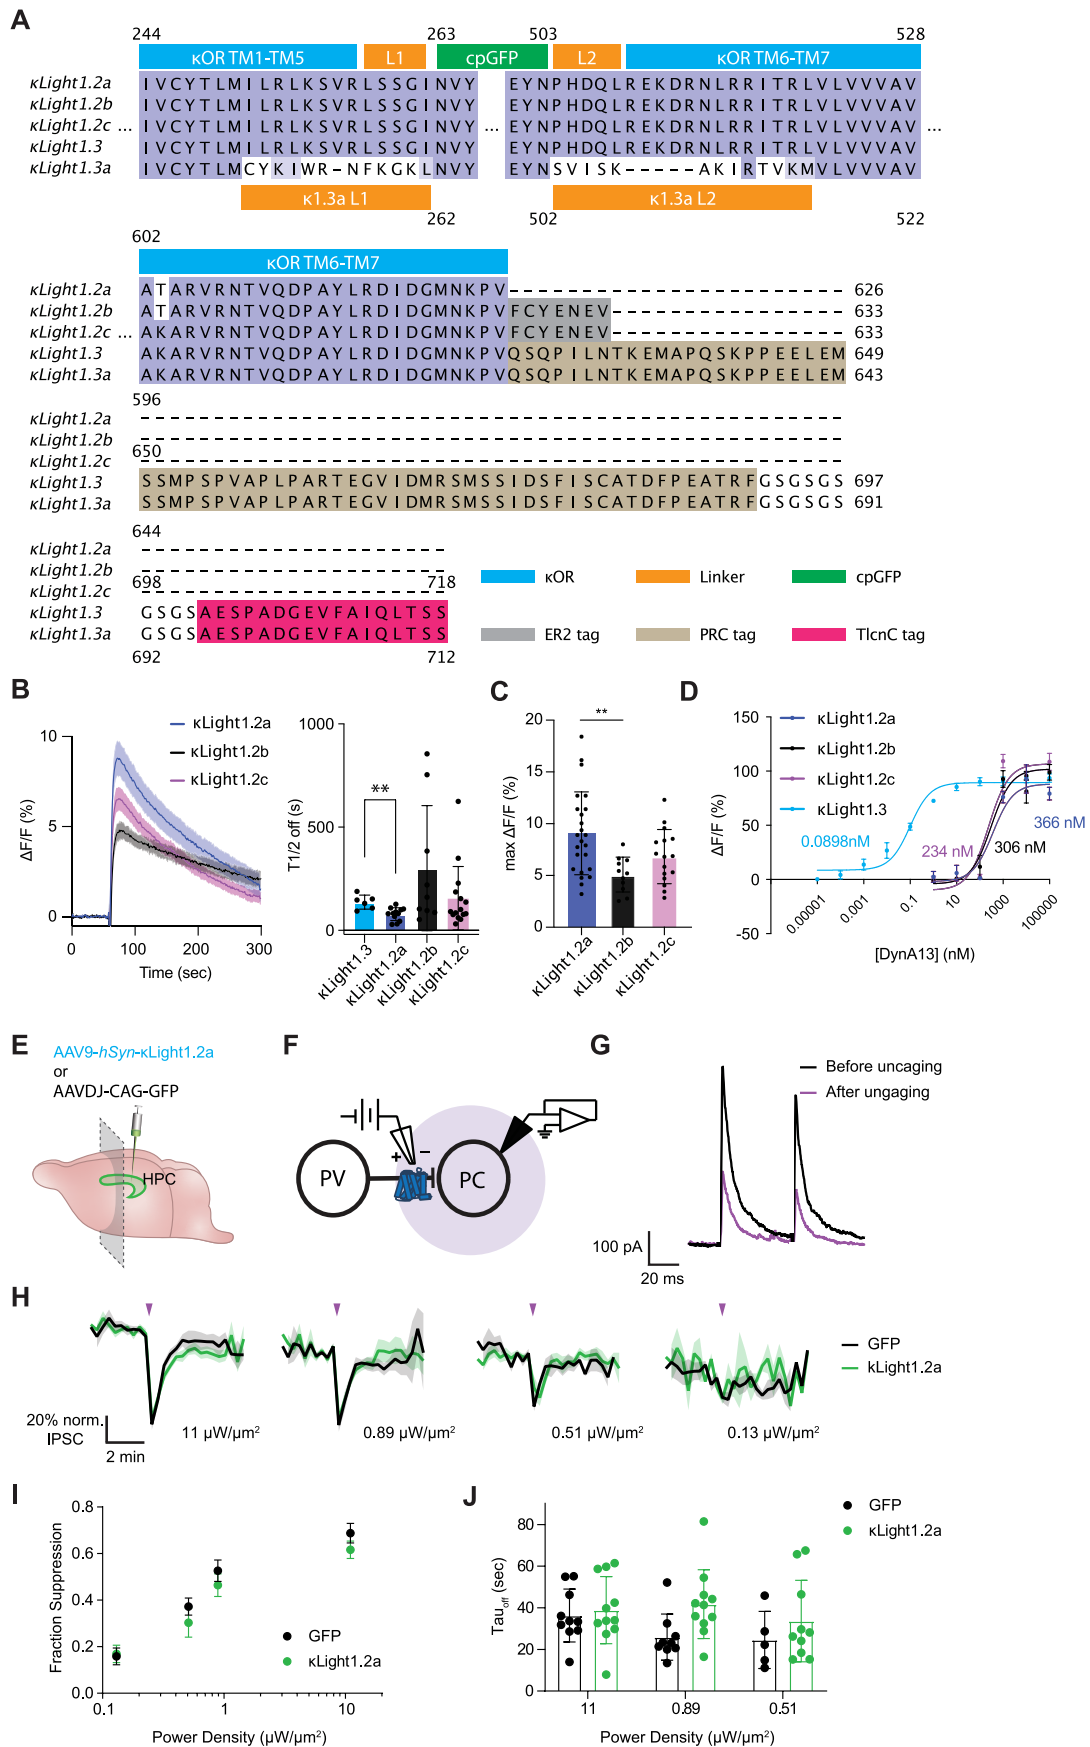 A
244 263 503 528
κOR TM1-TM5 L1 cpGFP L2 κOR TM6-TM7
κLight1.2a IVCYTLMILRLKSVRLSSGINVY EYNPHDQLREKDRNLRRITRLVLVVVAV
κLight1.2b IVCYTLMILRLKSVRLSSGINVY EYNPHDQLREKDRNLRRITRLVLVVVAV
κLight1.2c ... IVCYTLMILRLKSVRLSSGINVY ... EYNPHDQLREKDRNLRRITRLVLVVVAV ...
κLight1.3 IVCYTLMILRLKSVRLSSGINVY EYNPHDQLREKDRNLRRITRLVLVVVAV
κLight1.3a IVCYTLMCYKIWR-NFKGKLNVY EYNSVISK-----AKIRTVKMVLVVVAV
κ1.3a L1 κ1.3a L2
262 502 522
602
κOR TM6-TM7
κLight1.2a ATARVRNTVQDPAYLRDIDGMNKPV----------------------- 626
κLight1.2b ATARVRNTVQDPAYLRDIDGMNKPVFCYENEV---------------- 633
κLight1.2c ... AKARVRNTVQDPAYLRDIDGMNKPVFCYENEV---------------- 633
κLight1.3 AKARVRNTVQDPAYLRDIDGMNKPVQSQPILNTKEMAPQSKPPEELEM 649
κLight1.3a AKARVRNTVQDPAYLRDIDGMNKPVQSQPILNTKEMAPQSKPPEELEM 643
596
κLight1.2a ------------------------------------------------
κLight1.2b ------------------------------------------------
650
κLight1.2c ------------------------------------------------
κLight1.3 SSMPSPVAPLPARTEGVIDMRSMSSIDSFISCATDFPEATRFGSGSGS 697
κLight1.3a SSMPSPVAPLPARTEGVIDMRSMSSIDSFISCATDFPEATRFGSGSGS 691
644
κLight1.2a ---------------------
κLight1.2b ---------------------
698 718
κLight1.2c ---------------------
κLight1.3 GSGSAESPADGEVFAIQLTSS
κLight1.3a GSGSAESPADGEVFAIQLTSS
692 712
κOR Linker cpGFP
ER2 tag PRC tag TlcnC tag
B
ΔF/F (%)
10
5
0
κLight1.2a
κLight1.2b
κLight1.2c
0 100 200 300
Time (sec)
T1/2 off (s)
1000
500
0
**
κLight1.3 κLight1.2a κLight1.2b κLight1.2c
C
max ΔF/F (%)
20
15
10
5
0
**
κLight1.2a κLight1.2b κLight1.2c
D
ΔF/F (%)
150
100
50
0
-50
κLight1.2a
κLight1.2b
κLight1.2c
κLight1.3
0.0898nM
234 nM
306 nM
366 nM
0.00001 0.001 0.1 10 1000 100000
[DynA13] (nM)
E
AAV9-hSyn-κLight1.2a
or
AAVDJ-CAG-GFP
HPC
F
PV
+ −
PC
G
Before uncaging
After ungaging
100 pA
20 ms
H
GFP
kLight1.2a
20% norm.
IPSC
2 min
11 μW/μm²
0.89 μW/μm²
0.51 μW/μm²
0.13 μW/μm²
I
Fraction Suppression
0.8
0.6
0.4
0.2
0.0
GFP
κLight1.2a
0.1 1 10
Power Density (μW/μm²)
J
Tau off (sec)
80
60
40
20
0
GFP
κLight1.2a
11 0.89 0.51
Power Density (μW/μm²)